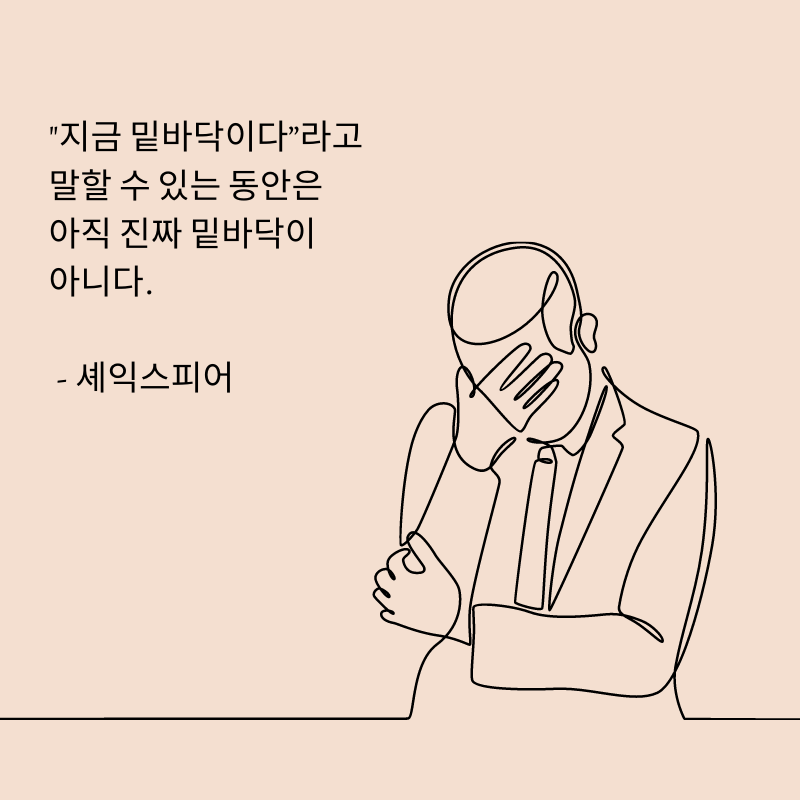 "지금 밑바닥이다”라고
말할 수 있는 동안은
아직 진짜 밑바닥이
아니다.
- 셰익스피어